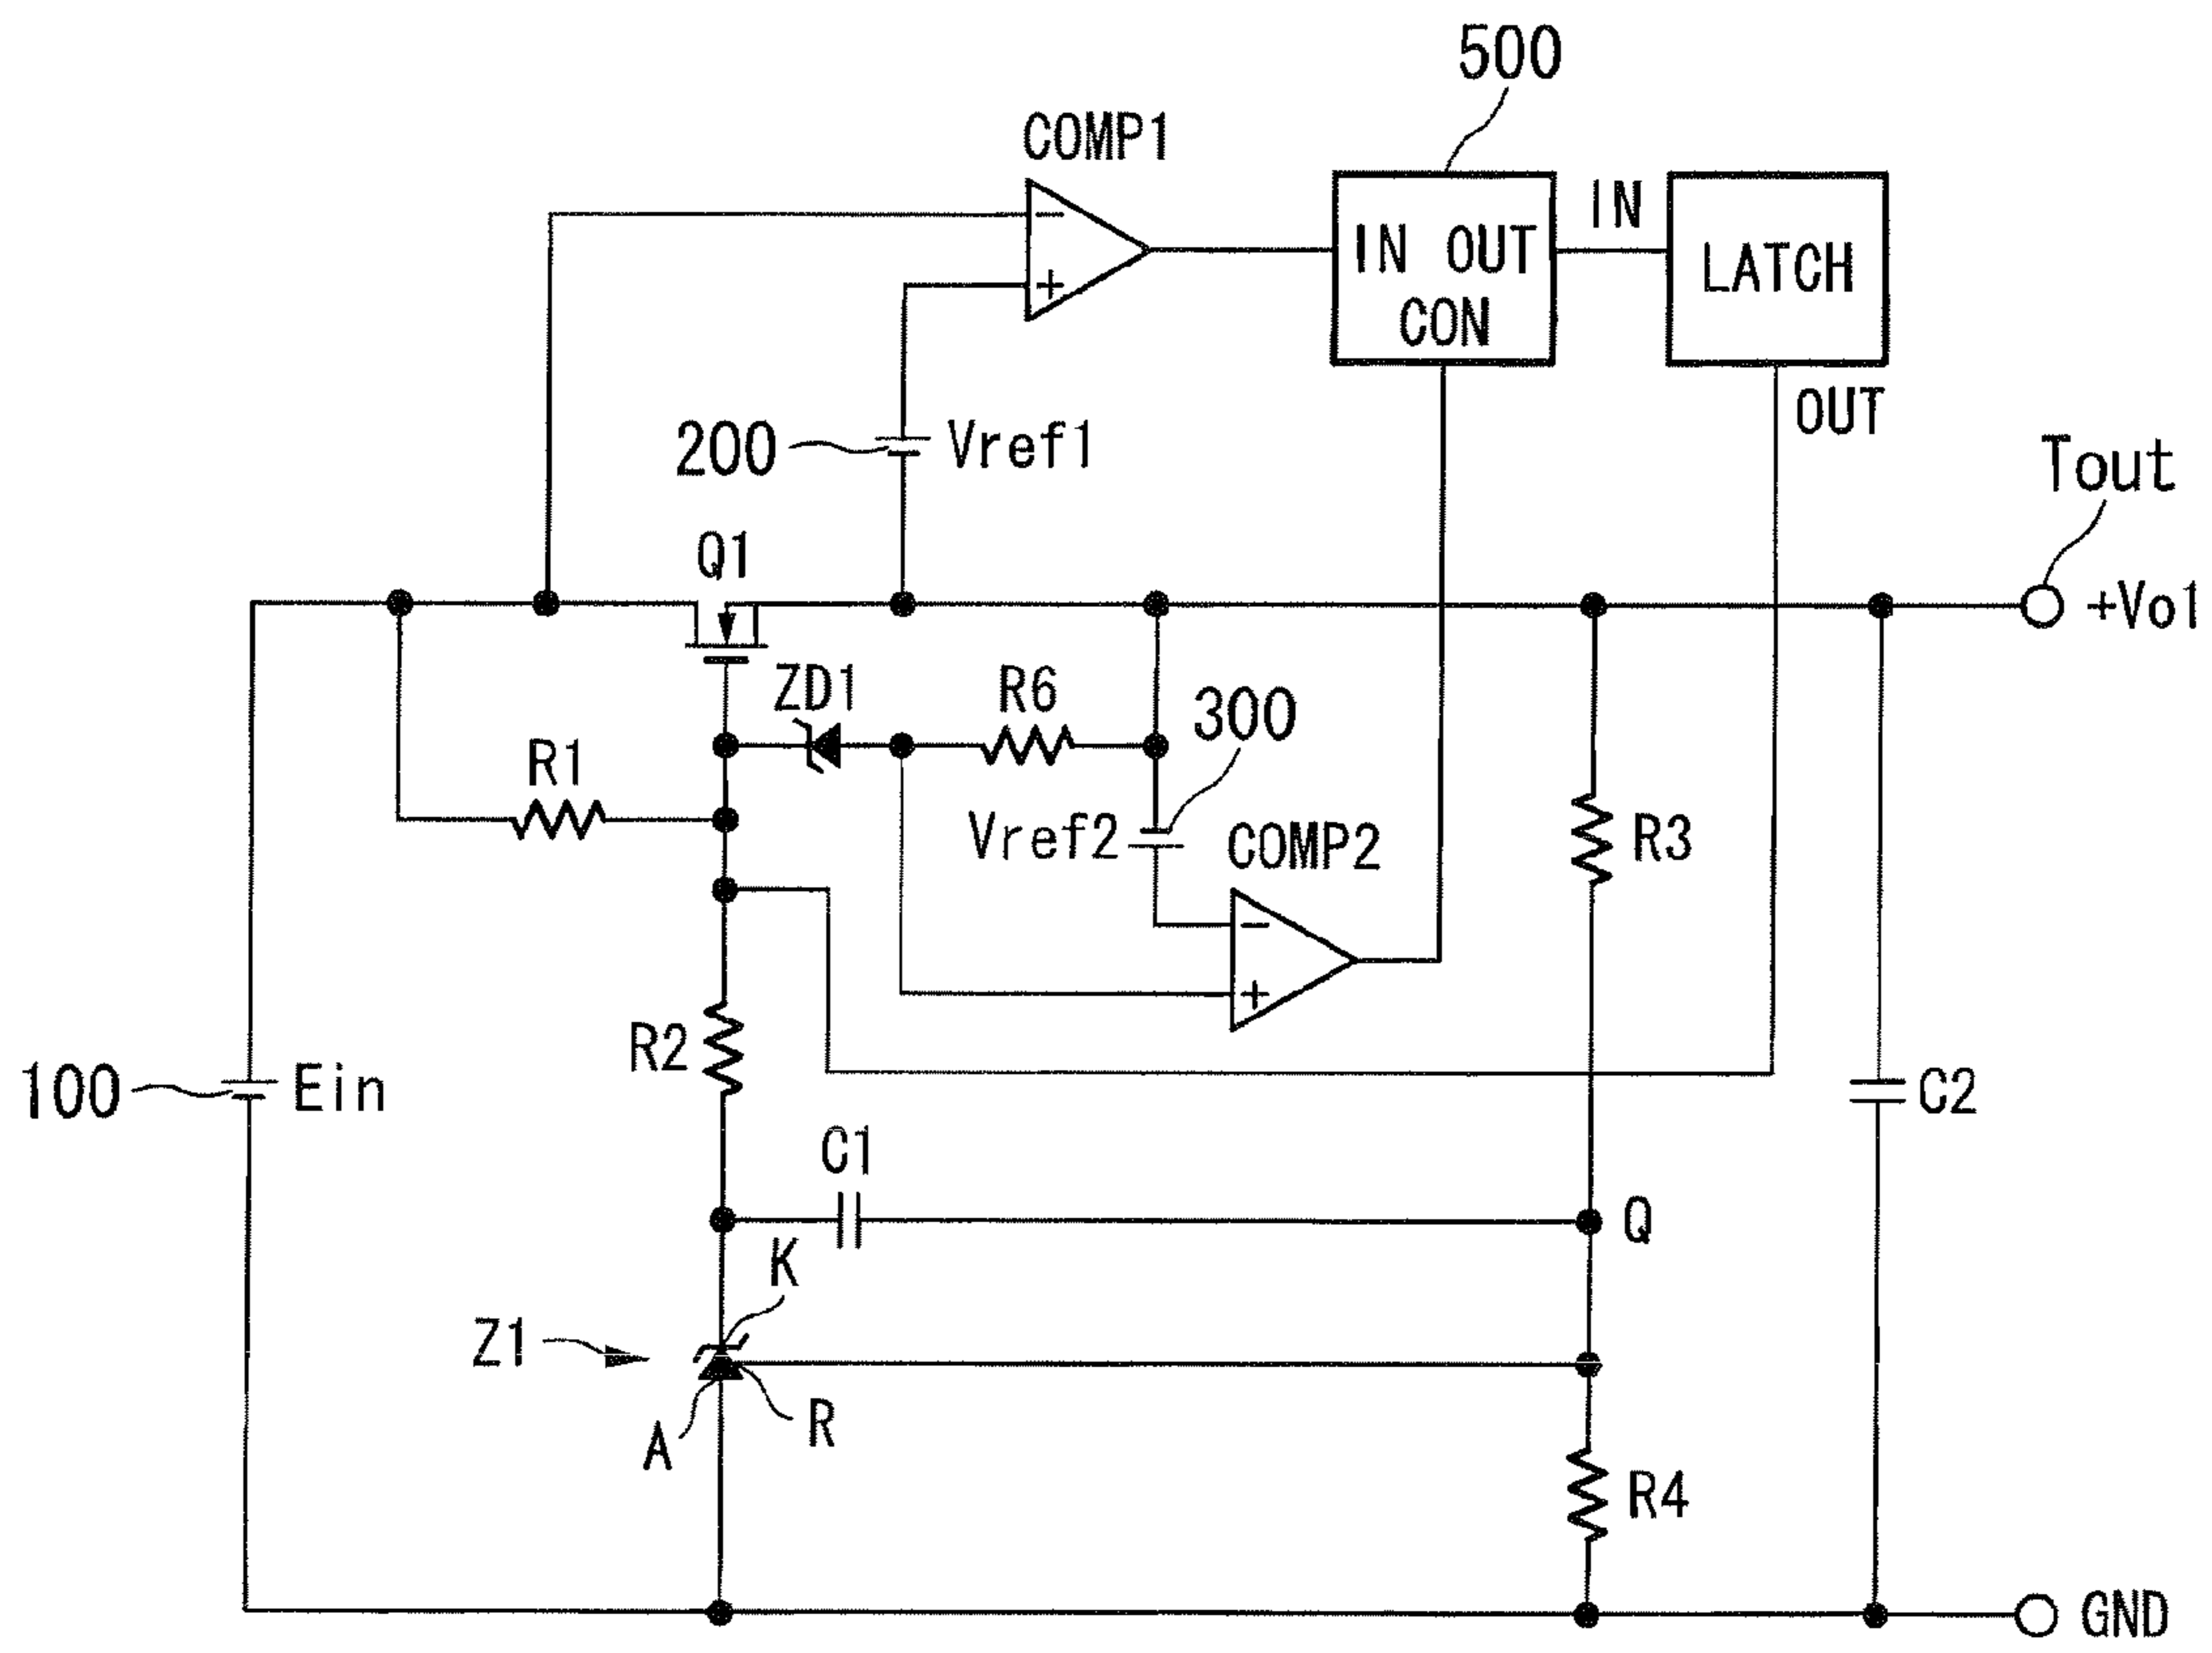 500
COMP1
IN
IN OUT
CON
LATCH
−
+
OUT
200
Vref1
Tout
Q1
+Vo1
ZD1
R6
300
R1
Vref2
COMP2
R3
−
+
R2
100
Ein
C2
C1
Q
K
Z1
R
A
R4
GND